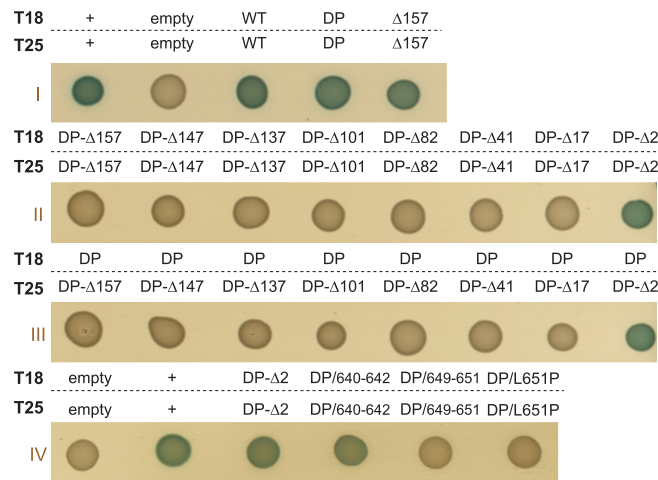 T18 + empty WT DP Δ157
T25 + empty WT DP Δ157
I
T18 DP-Δ157 DP-Δ147 DP-Δ137 DP-Δ101 DP-Δ82 DP-Δ41 DP-Δ17 DP-Δ2
T25 DP-Δ157 DP-Δ147 DP-Δ137 DP-Δ101 DP-Δ82 DP-Δ41 DP-Δ17 DP-Δ2
II
T18 DP DP DP DP DP DP DP DP
T25 DP-Δ157 DP-Δ147 DP-Δ137 DP-Δ101 DP-Δ82 DP-Δ41 DP-Δ17 DP-Δ2
III
T18 empty + DP-Δ2 DP/640-642 DP/649-651 DP/L651P
T25 empty + DP-Δ2 DP/640-642 DP/649-651 DP/L651P
IV